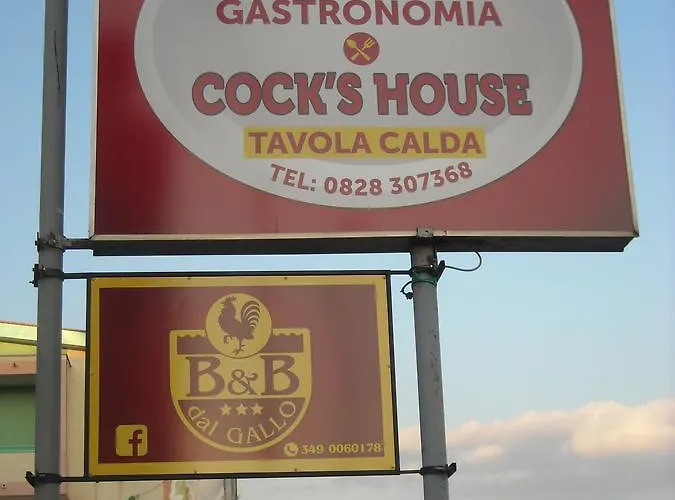 GASTRONOMIA
COCK'S HOUSE
TAVOLA CALDA
TEL: 0828 307368
B&B
dal GALLO
349 0060178